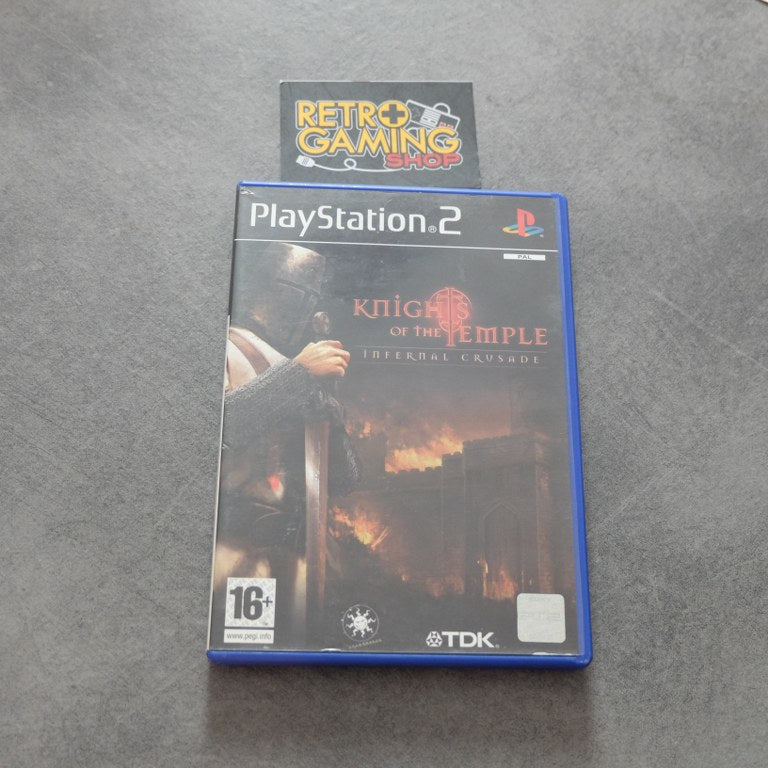 RETRO
GAMING
SHOP
PlayStation®2
PAL
KNIGHTS
OF THE TEMPLE
INFERNAL CRUSADE
16+
www.pegi.info
TDK